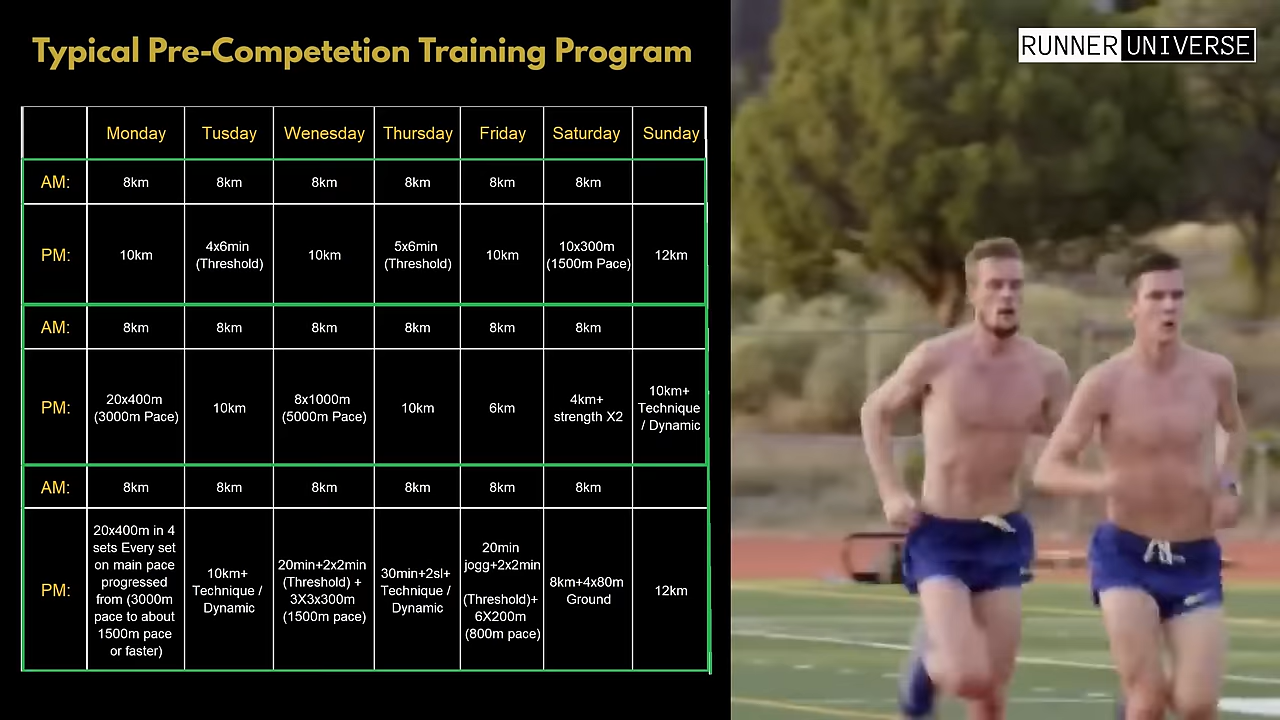 Typical Pre-Competetion Training Program
RUNNER UNIVERSE
Monday Tusday Wenesday Thursday Friday Saturday Sunday
AM: 8km 8km 8km 8km 8km 8km
PM: 10km 4x6min (Threshold) 10km 5x6min (Threshold) 10km 10x300m (1500m Pace) 12km
AM: 8km 8km 8km 8km 8km 8km
PM: 20x400m (3000m Pace) 10km 8x1000m (5000m Pace) 10km 6km 4km+ strength X2 10km+ Technique / Dynamic
AM: 8km 8km 8km 8km 8km 8km
PM: 20x400m in 4 sets Every set on main pace progressed from (3000m pace to about 1500m pace or faster) 10km+ Technique / Dynamic 20min+2x2min (Threshold) + 3X3x300m (1500m pace) 30min+2sl+ Technique / Dynamic 20min jogg+2x2min (Threshold)+ 6X200m (800m pace) 8km+4x80m Ground 12km